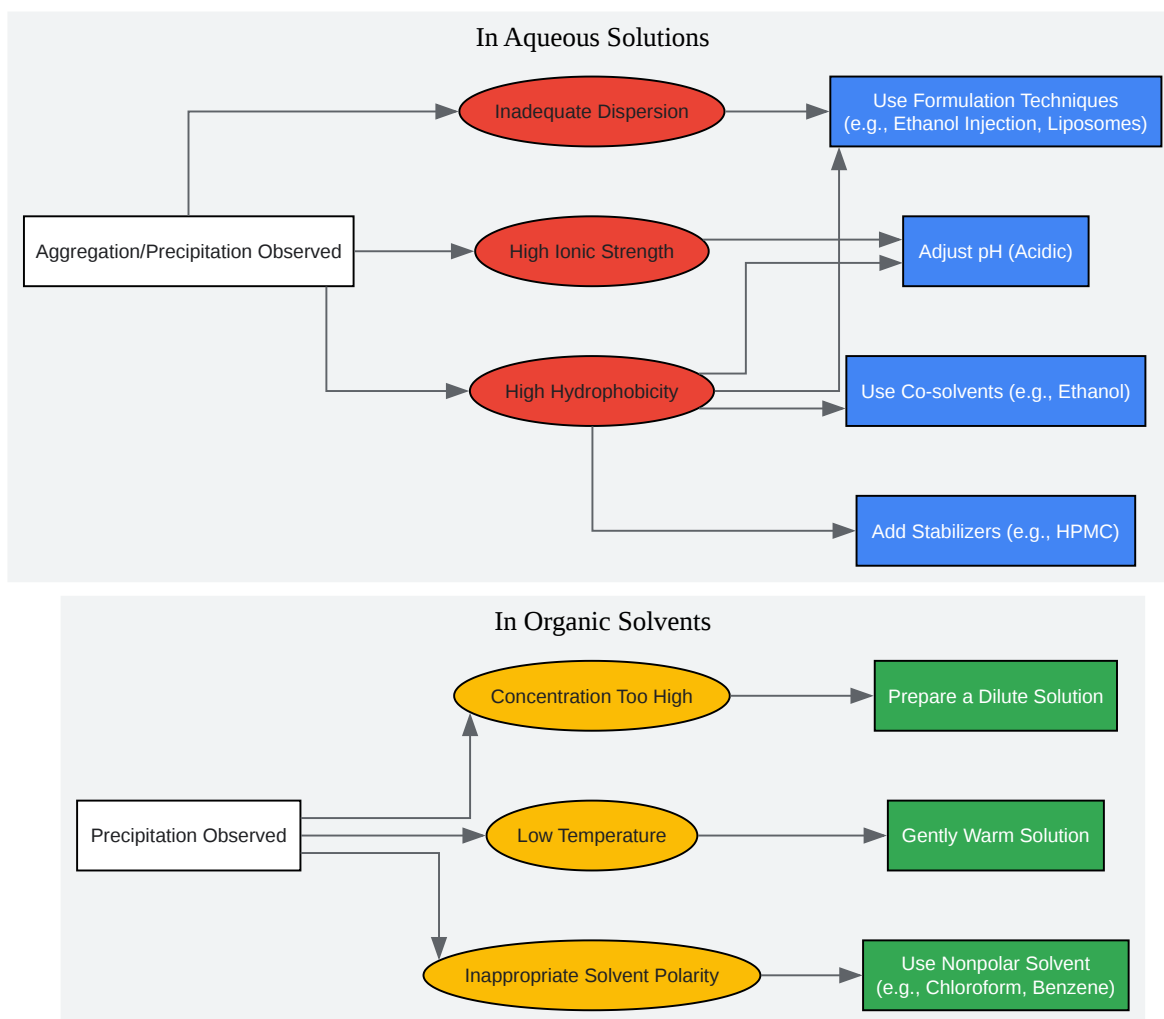 In Aqueous Solutions
Inadequate Dispersion
Use Formulation Techniques
(e.g., Ethanol Injection, Liposomes)
Aggregation/Precipitation Observed
High Ionic Strength
Adjust pH (Acidic)
High Hydrophobicity
Use Co-solvents (e.g., Ethanol)
Add Stabilizers (e.g., HPMC)
In Organic Solvents
Concentration Too High
Prepare a Dilute Solution
Precipitation Observed
Low Temperature
Gently Warm Solution
Inappropriate Solvent Polarity
Use Nonpolar Solvent
(e.g., Chloroform, Benzene)